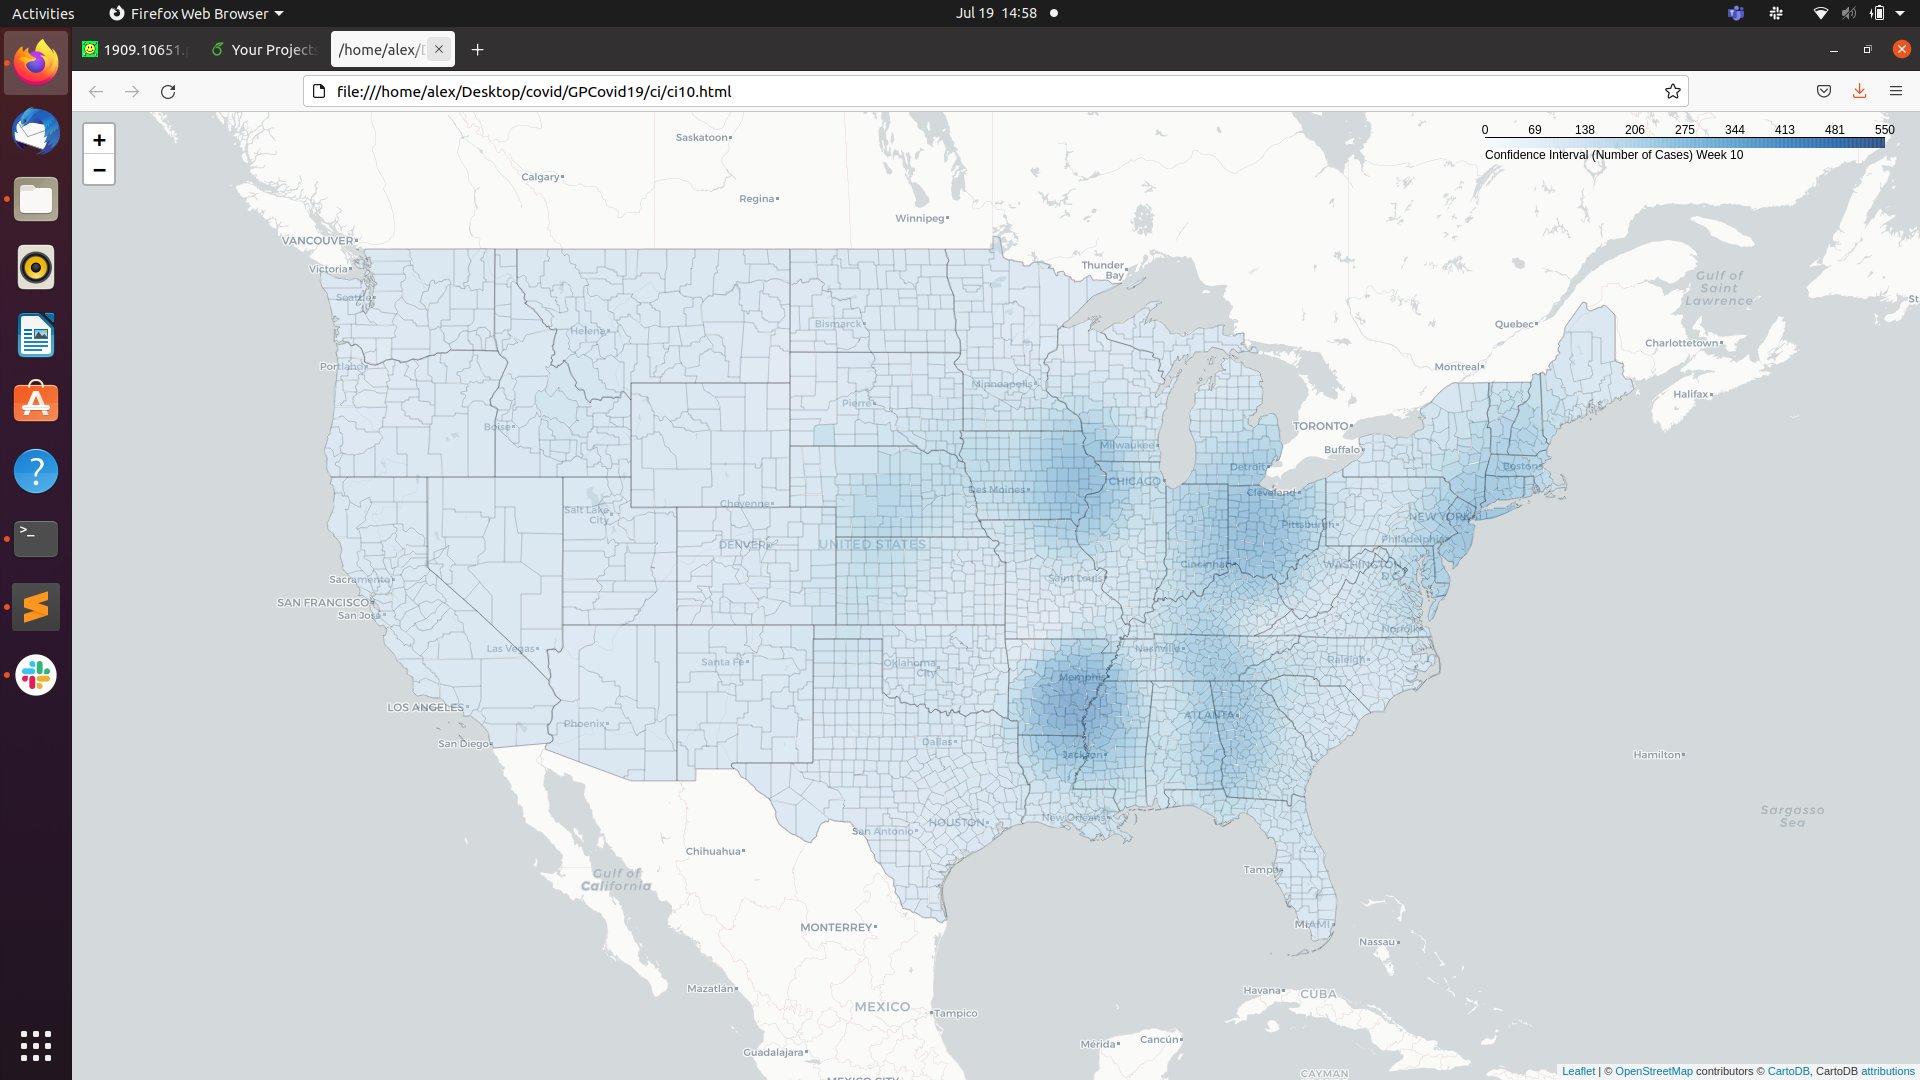 Activities
Firefox Web Browser
Jul 19 14:58
1909.10651.p
Your Projects
/home/alex/D
file:///home/alex/Desktop/covid/GPCovid19/ci/ci10.html
+
−
0 69 138 206 275 344 413 481 550
Confidence Interval (Number of Cases) Week 10
Saskatoon
Calgary
Regina
Winnipeg
VANCOUVER
Victoria
Thunder
Bay
Gulf of
Saint
Lawrence
St
Seattle
Quebec
Bismarck
Helena
Charlottetown
Portland
Montreal
Minneapolis
Halifax
Pierre
Boise
TORONTO
Milwaukee
Buffalo
Detroit
Boston
CHICAGO
Des Moines
Cleveland
Cheyenne
Salt Lake
City
NEW YORK
Pittsburgh
Philadelphia
DENVER
UNITED STATES
Cincinnati
WASHINGTON
D.C.
Sacramento
Saint Louis
SAN FRANCISCO
San Jose
Norfolk
Las Vegas
Nashville
Santa Fe
Oklahoma
City
Raleigh
Memphis
LOS ANGELES
Phoenix
ATLANTA
San Diego
Dallas
Jackson
Hamilton
Sargasso
Sea
New Orleans
HOUSTON
San Antonio
Chihuahua
Gulf of
California
Tampa
MONTERREY
MIAMI
Nassau
Mazatlán
Havana
CUBA
MEXICO
Tampico
Mérida
Cancún
Guadalajara
MEXICO CITY
CAYMAN
Leaflet | © OpenStreetMap contributors © CartoDB, CartoDB attributions